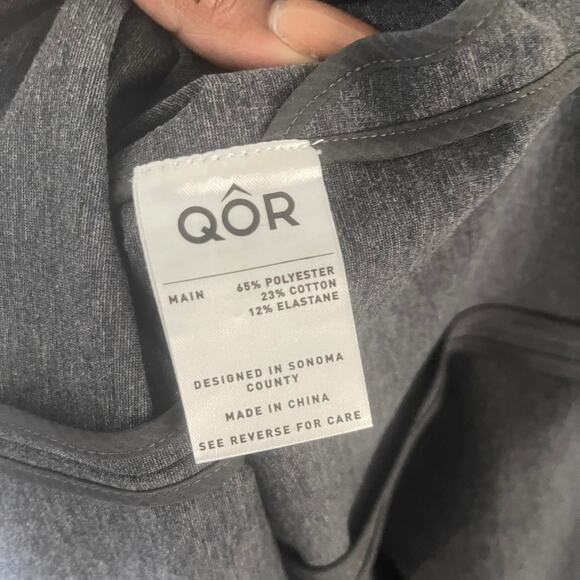 QÔR
MAIN 65% POLYESTER
23% COTTON
12% ELASTANE
DESIGNED IN SONOMA
COUNTY
MADE IN CHINA
SEE REVERSE FOR CARE